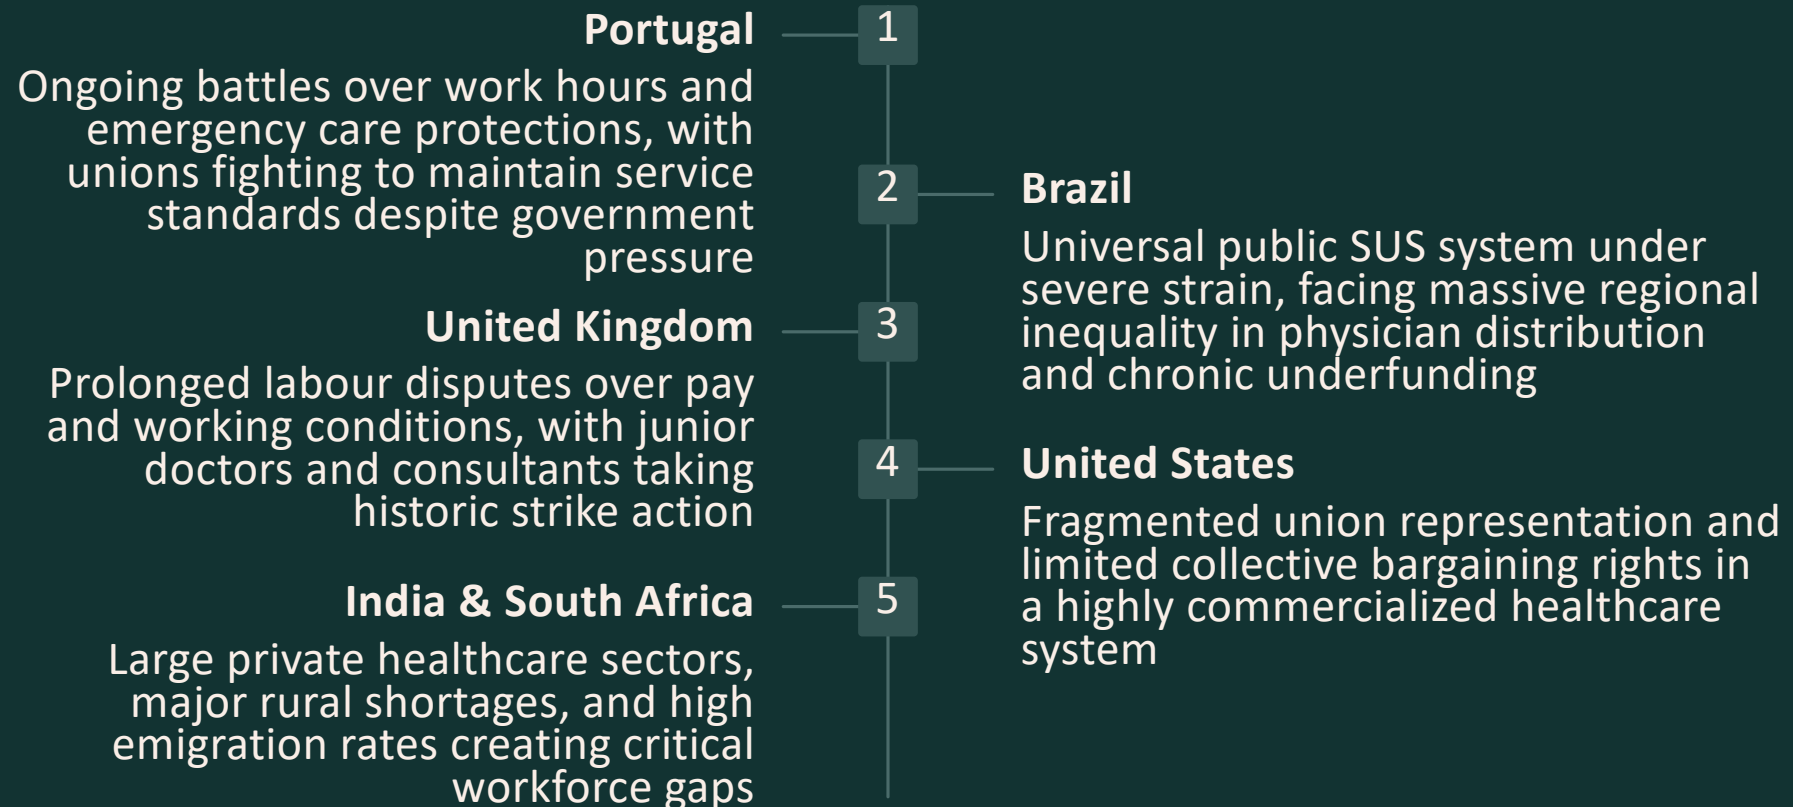 1
Portugal
Ongoing battles over work hours and
emergency care protections, with
unions fighting to maintain service
standards despite government
pressure
2
Brazil
Universal public SUS system under
severe strain, facing massive regional
inequality in physician distribution
and chronic underfunding
3
United Kingdom
Prolonged labour disputes over pay
and working conditions, with junior
doctors and consultants taking
historic strike action
4
United States
Fragmented union representation and
limited collective bargaining rights in
a highly commercialized healthcare
system
5
India & South Africa
Large private healthcare sectors,
major rural shortages, and high
emigration rates creating critical
workforce gaps